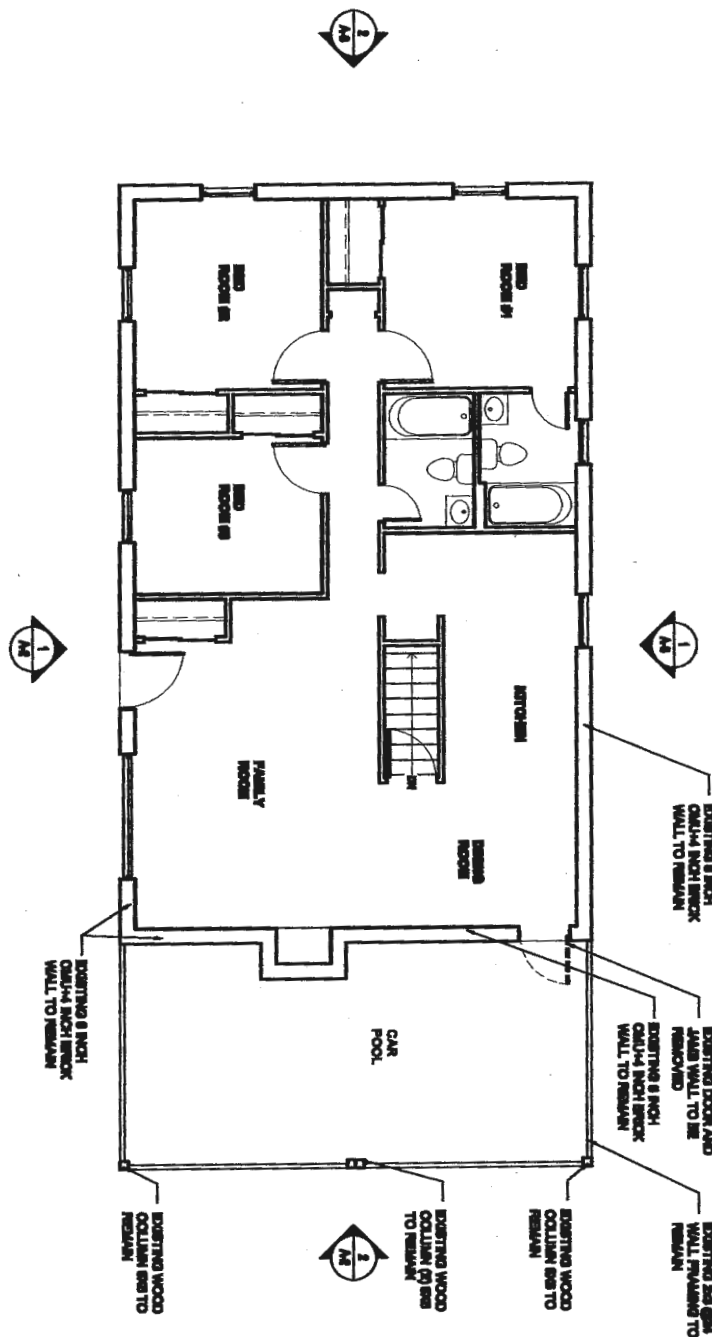 2
1
BED
ROOM #2
BED
ROOM #1
BED
ROOM #3
KITCHEN
DN
FAMILY
ROOM
DINING
ROOM
CAR
POOL
1
EXISTING 8 INCH
CMU+4 INCH BRICK
WALL TO REMAIN
EXISTING 8 INCH
CMU+4 INCH BRICK
WALL TO REMAIN
EXISTING 8 INCH
CMU+4 INCH BRICK
WALL TO REMAIN
EXISTING DOOR AND
JAMB WALL TO BE
REMOVED
EXISTING
WALL FRAMING TO
REMAIN
EXISTING WOOD
COLUMN 6X6 TO
REMAIN
EXISTING WOOD
COLUMN (2) 6X6
TO REMAIN
EXISTING WOOD
COLUMN 6X6 TO
REMAIN
2